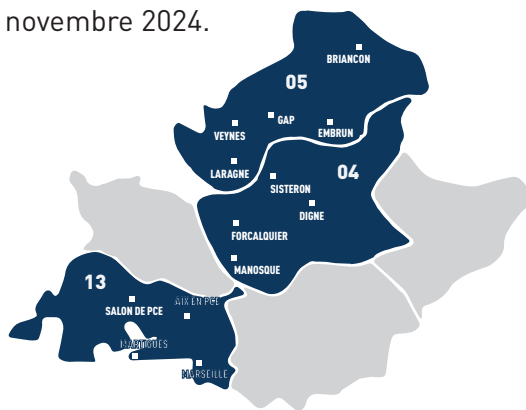 novembre 2024.
BRIANCON
05
GAP
VEYNES
EMBRUN
LARAGNE
SISTERON
04
DIGNE
FORCALQUIER
MANOSQUE
13
AIX EN PCE
SALON DE PCE
MARTIGUES
MARSEILLE